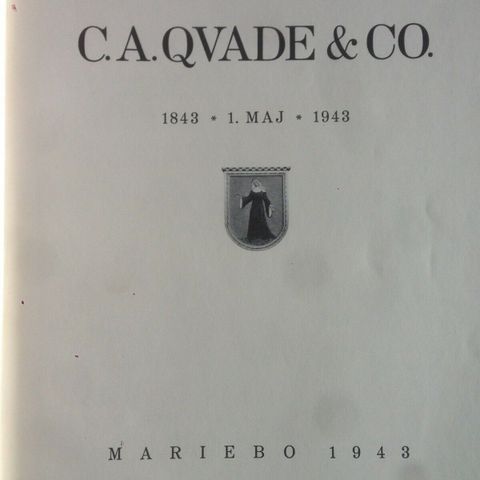 C. A. QVADE & CO.
1843 * 1. MAJ * 1943
MARIEBO 1943